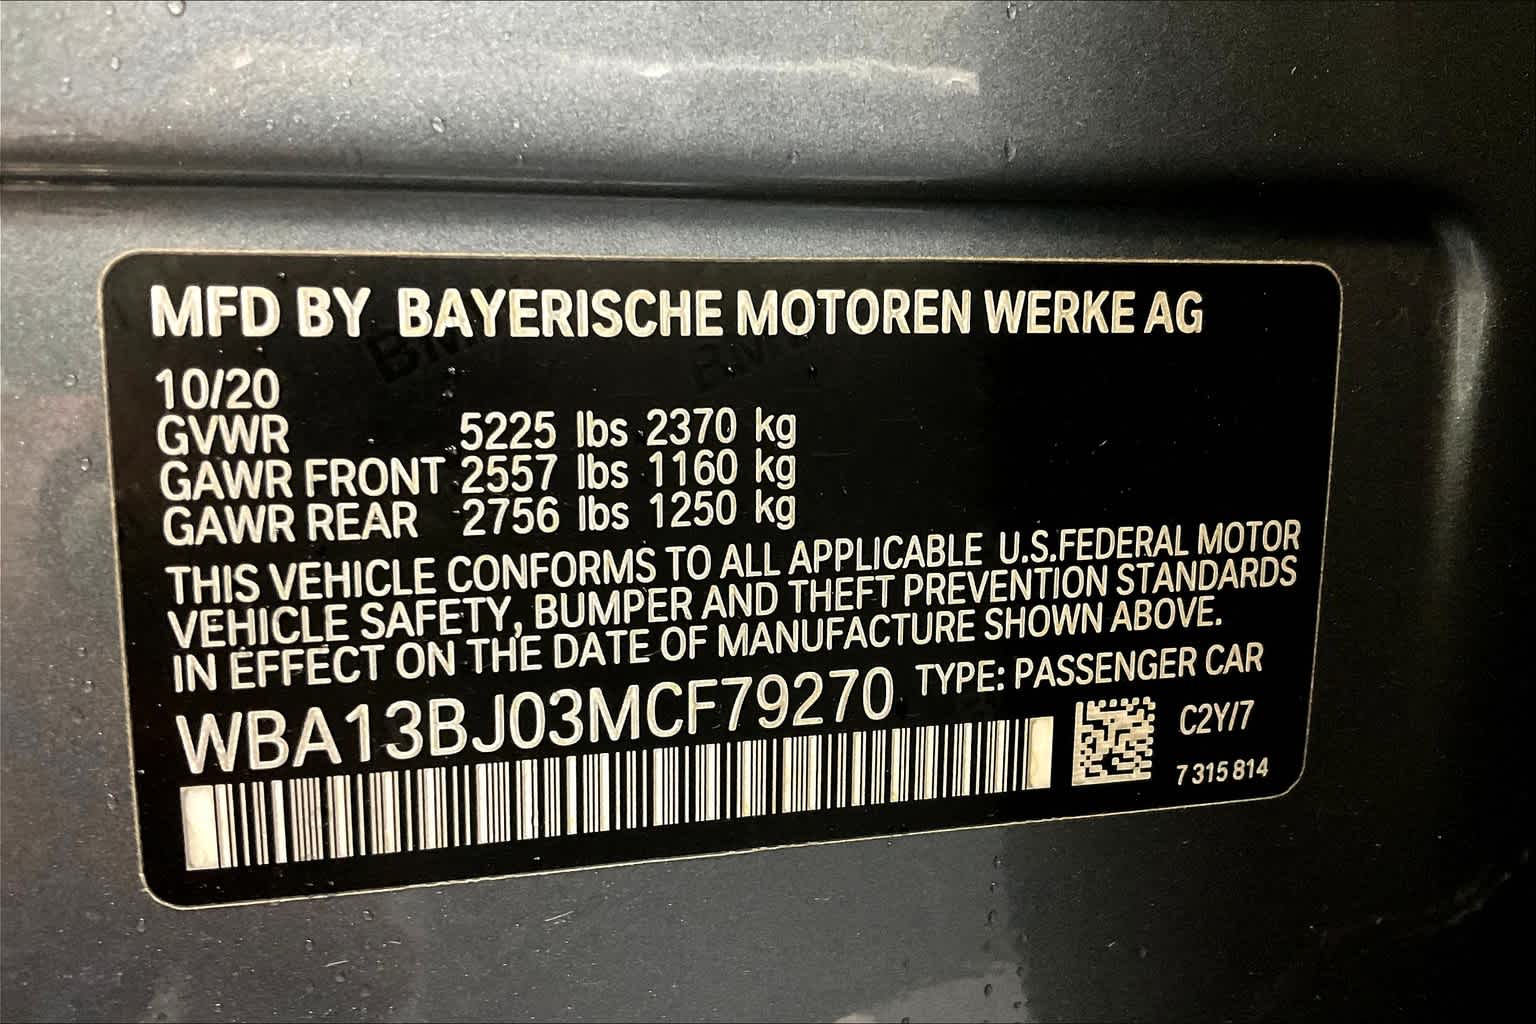 MFD BY BAYERISCHE MOTOREN WERKE AG
10/20
GVWR 5225 lbs 2370 kg
GAWR FRONT 2557 lbs 1160 kg
GAWR REAR 2756 lbs 1250 kg
THIS VEHICLE CONFORMS TO ALL APPLICABLE U.S.FEDERAL MOTOR
VEHICLE SAFETY, BUMPER AND THEFT PREVENTION STANDARDS
IN EFFECT ON THE DATE OF MANUFACTURE SHOWN ABOVE.
WBA13BJ03MCF79270 TYPE: PASSENGER CAR
C2Y/7
7 315 814